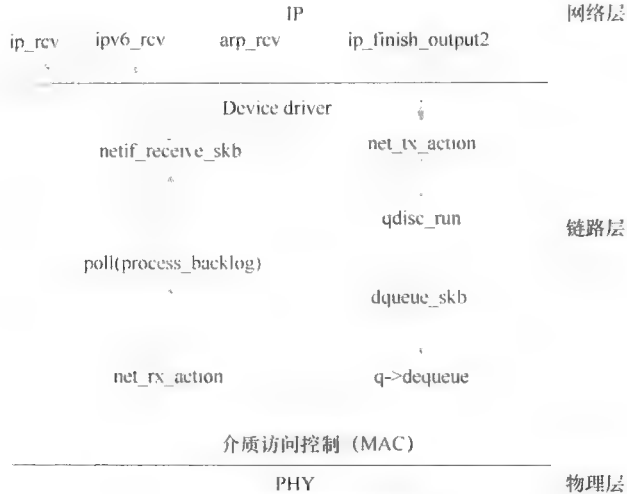 IP 网络层
ip_rcv ipv6_rcv arp_rcv ip_finish_output2
Device driver
netif_receive_skb net_tx_action
qdisc_run
链路层
poll(process_backlog)
dqueue_skb
net_rx_action q->dequeue
介质访问控制（MAC）
PHY 物理层